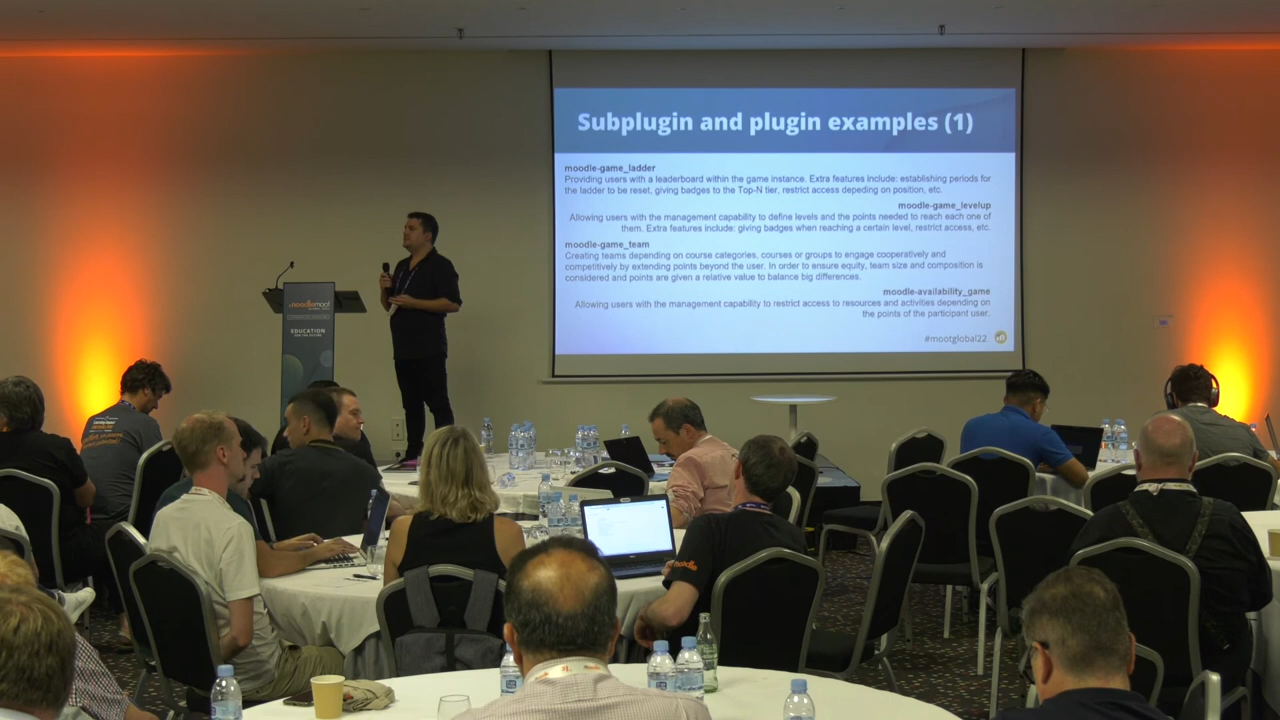 Subplugin and plugin examples (1)
moodle-game_ladder
Providing users with a leaderboard within the game instance. Extra features include: establishing periods for
the ladder to be reset, giving badges to the Top-N tier, restrict access depeding on position, etc.
moodle-game_levelup
Allowing users with the management capability to define levels and the points needed to reach each one of
them. Extra features include: giving badges when reaching a certain level, restrict access, etc.
moodle-game_team
Creating teams depending on course categories, courses or groups to engage cooperatively and
competitively by extending points beyond the user. In order to ensure equity, team size and composition is
considered and points are given a relative value to balance big differences.
moodle-availability_game
Allowing users with the management capability to restrict access to resources and activities depending on
the points of the participant user.
#mootglobal22
moodlemoot
EDUCATION
FOR THE FUTURE
moodle